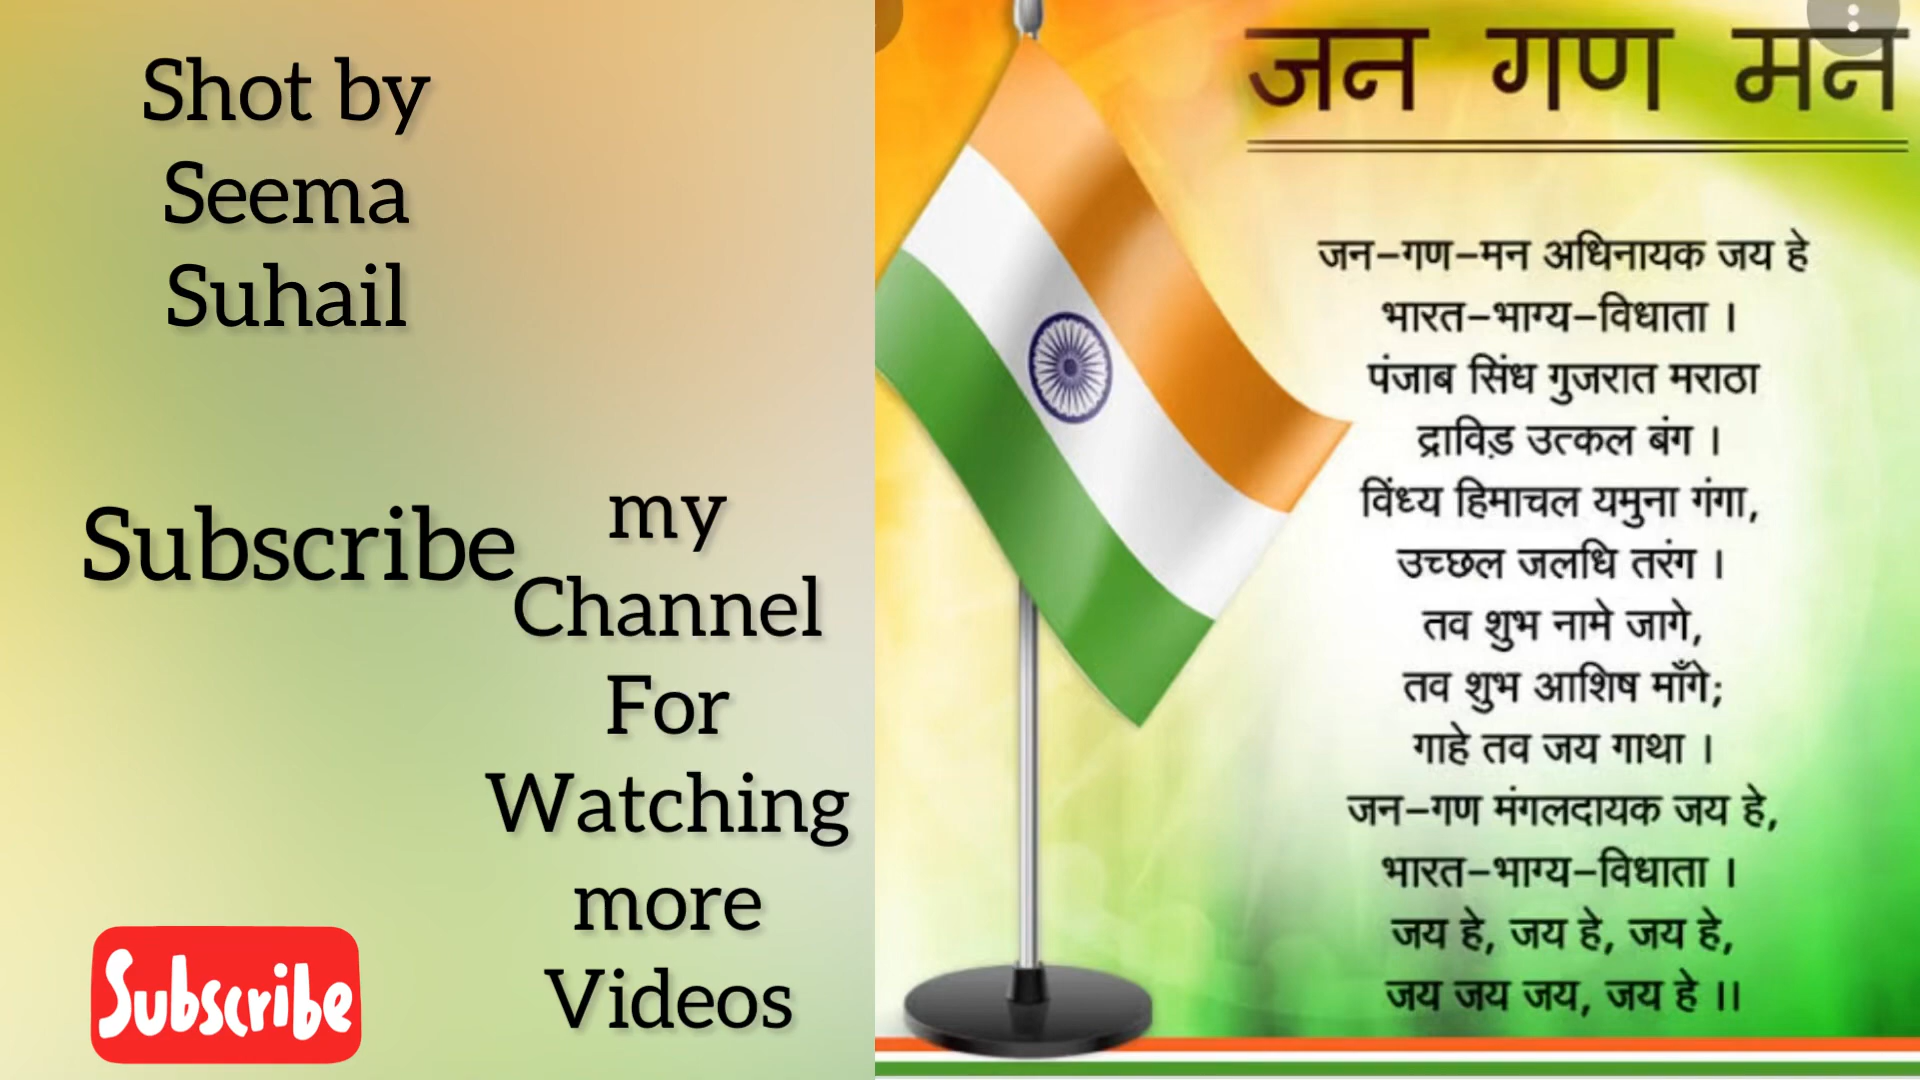 Shot by
Seema
Suhail
Subscribe
my
Channel
For
Watching
more
Videos
Subscribe
जन गण मन
जन–गण–मन अधिनायक जय हे
भारत–भाग्य–विधाता ।
पंजाब सिंध गुजरात मराठा
द्राविड़ उत्कल बंग ।
विंध्य हिमाचल यमुना गंगा,
उच्छल जलधि तरंग ।
तव शुभ नामे जागे,
तव शुभ आशिष माँगे;
गाहे तव जय गाथा ।
जन–गण मंगलदायक जय हे,
भारत–भाग्य–विधाता ।
जय हे, जय हे, जय हे,
जय जय जय, जय हे ।।